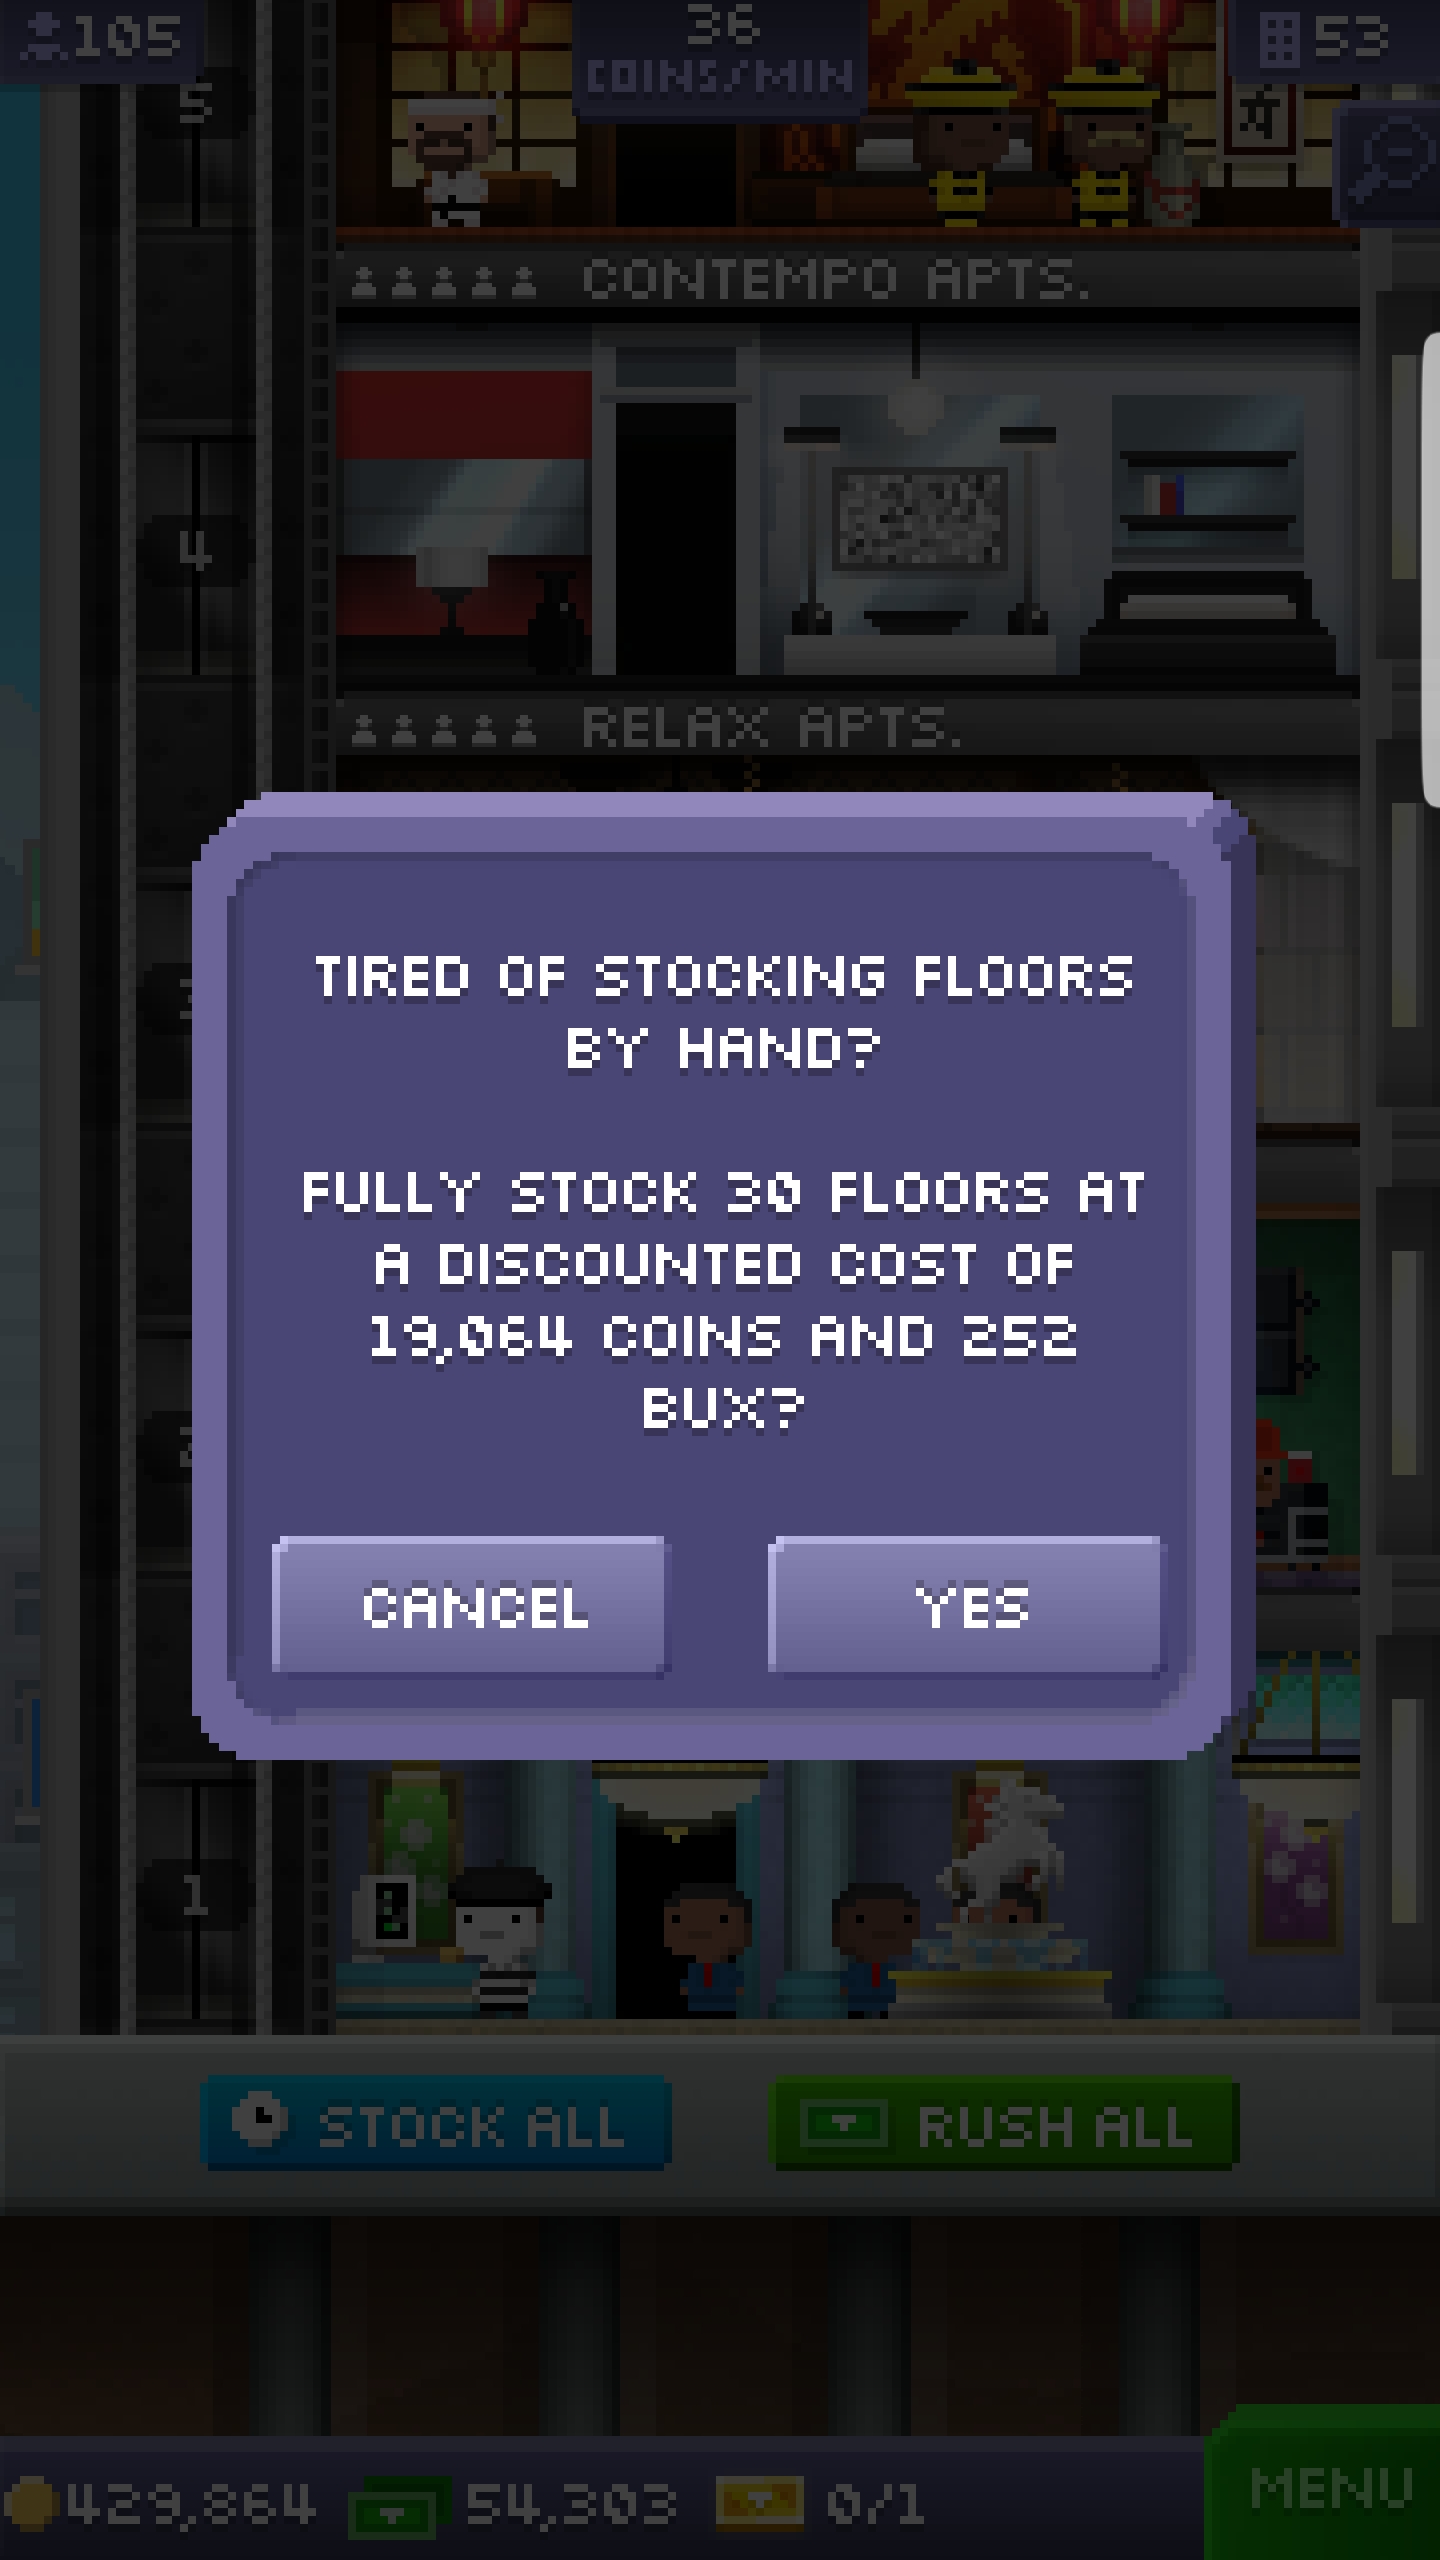 105
36
COINS/MIN
53
5
CONTEMPO APTS.
4
RELAX APTS.
TIRED OF STOCKING FLOORS
BY HAND?
FULLY STOCK 30 FLOORS AT
A DISCOUNTED COST OF
19,064 COINS AND 252
BUX?
CANCEL
YES
1
STOCK ALL
RUSH ALL
429,864
54,303
0/1
MENU